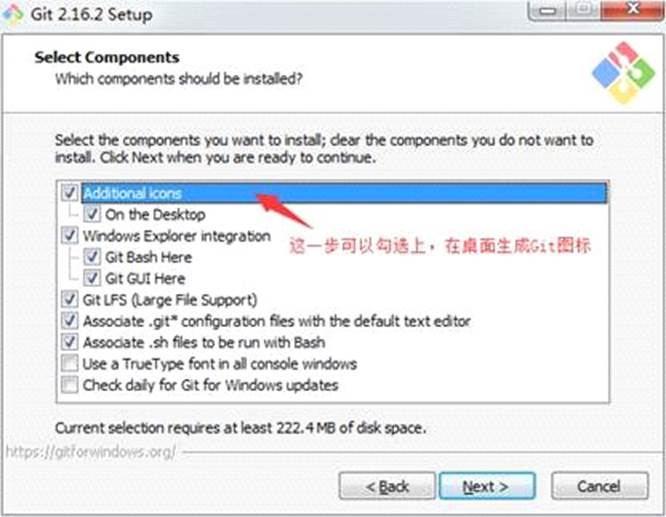 Git 2.16.2 Setup
Select Components
Which components should be installed?
Select the components you want to install; clear the components you do not want to
install. Click Next when you are ready to continue.
Additional icons
On the Desktop
Windows Explorer integration
这一步可以勾选上，在桌面生成Git图标
Git Bash Here
Git GUI Here
Git LFS (Large File Support)
Associate .git* configuration files with the default text editor
Associate .sh files to be run with Bash
Use a TrueType font in all console windows
Check daily for Git for Windows updates
Current selection requires at least 222.4 MB of disk space.
https://gitforwindows.org/
< Back
Next >
Cancel